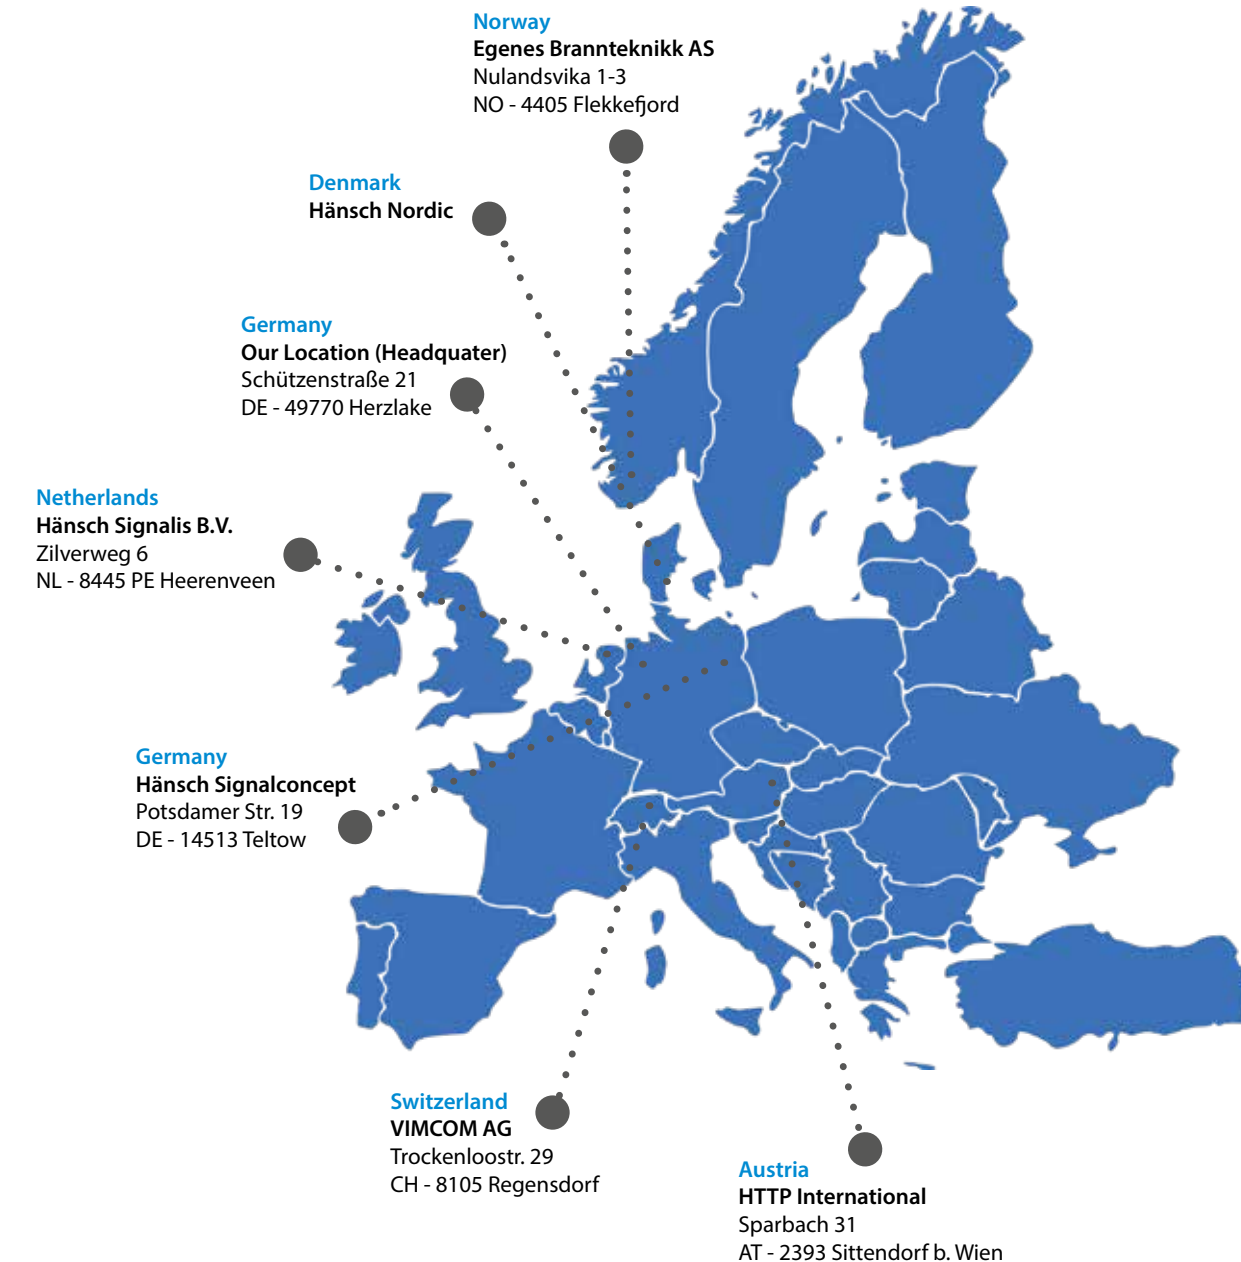 Norway
Egenes Brannteknikk AS
Nulandsvika 1-3
NO - 4405 Flekkefjord
Denmark
Hänsch Nordic
Germany
Our Location (Headquater)
Schützenstraße 21
DE - 49770 Herzlake
Netherlands
Hänsch Signalis B.V.
Zilverweg 6
NL - 8445 PE Heerenveen
Germany
Hänsch Signalconcept
Potsdamer Str. 19
DE - 14513 Teltow
Switzerland
VIMCOM AG
Trockenloostr. 29
CH - 8105 Regensdorf
Austria
HTTP International
Sparbach 31
AT - 2393 Sittendorf b. Wien